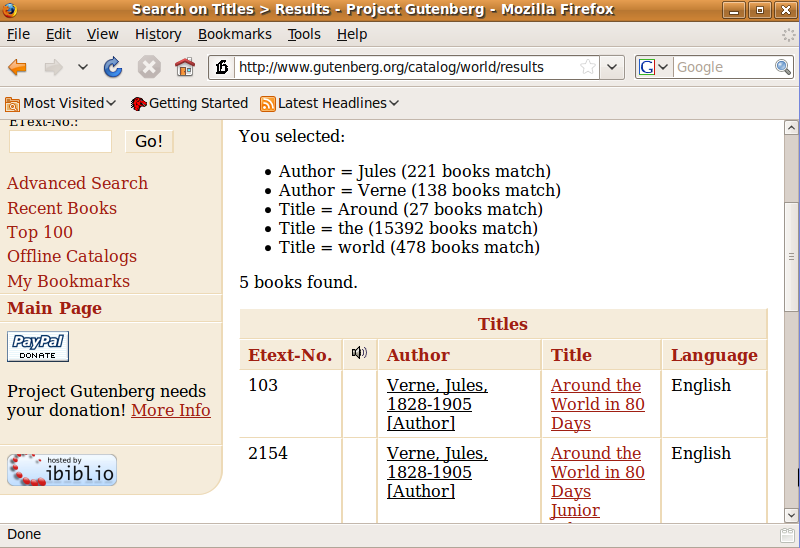 Search on Titles > Results - Project Gutenberg - Mozilla Firefox
File Edit View History Bookmarks Tools Help
http://www.gutenberg.org/catalog/world/results
G Google
Most Visited Getting Started Latest Headlines
EText-No.:
Go!
Advanced Search
Recent Books
Top 100
Offline Catalogs
My Bookmarks
Main Page
PayPal
DONATE
Project Gutenberg needs
your donation! More Info
hosted by
ibiblio
You selected:
• Author = Jules (221 books match)
• Author = Verne (138 books match)
• Title = Around (27 books match)
• Title = the (15392 books match)
• Title = world (478 books match)
5 books found.
Titles
Etext-No. Author Title Language
103 Verne, Jules, Around the English
1828-1905 World in 80
[Author] Days
2154 Verne, Jules, Around the English
1828-1905 World in 80
[Author] Days
Junior
Done